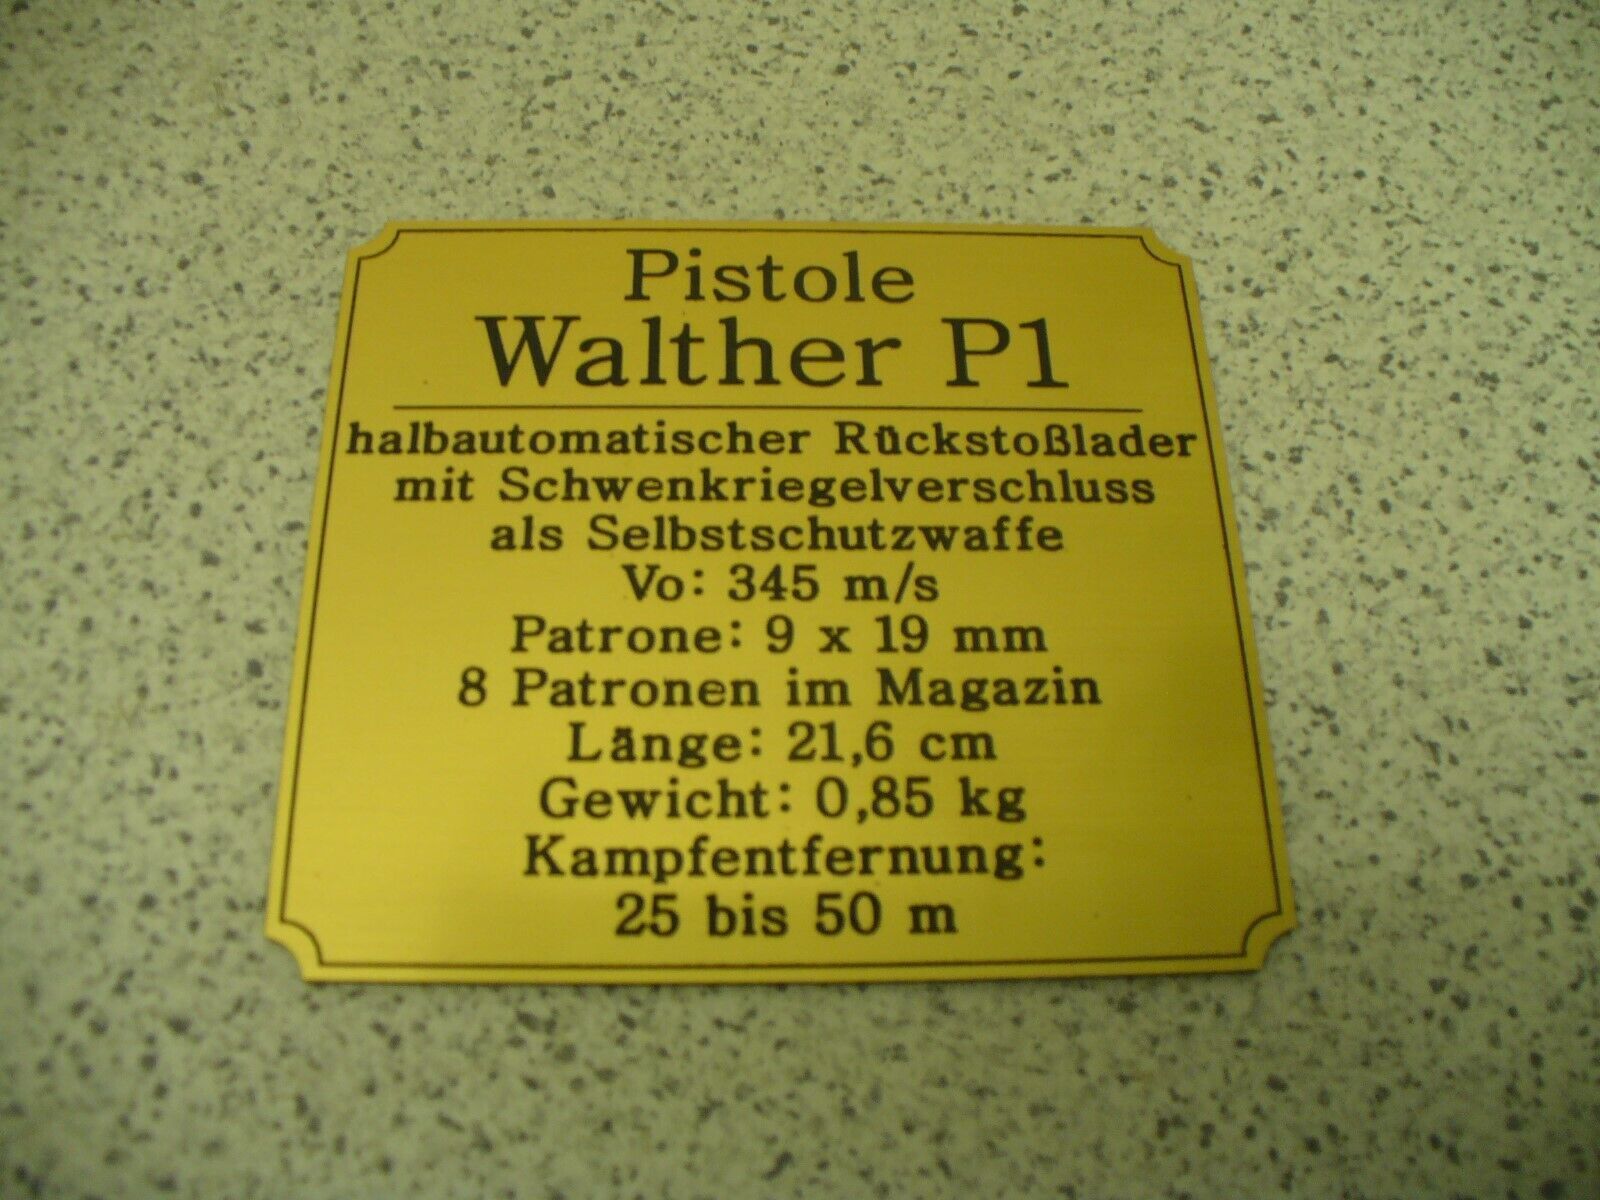 Pistole
Walther P1
halbautomatischer Rückstoßlader
mit Schwenkriegelverschluss
als Selbstschutzwaffe
Vo: 345 m/s
Patrone: 9 x 19 mm
8 Patronen im Magazin
Länge: 21,6 cm
Gewicht: 0,85 kg
Kampfentfernung:
25 bis 50 m